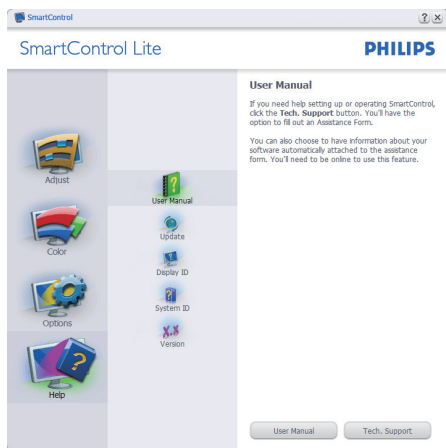 SmartControl
SmartControl Lite
PHILIPS
Adjust
Color
Options
Help
User Manual
Update
Display ID
System ID
X.X
Version
User Manual
If you need help setting up or operating SmartControl,
click the Tech. Support button. You'll have the
option to fill out an Assistance Form.
You can also choose to have information about your
software automatically attached to the assistance
form. You'll need to be online to use this feature.
User Manual
Tech. Support